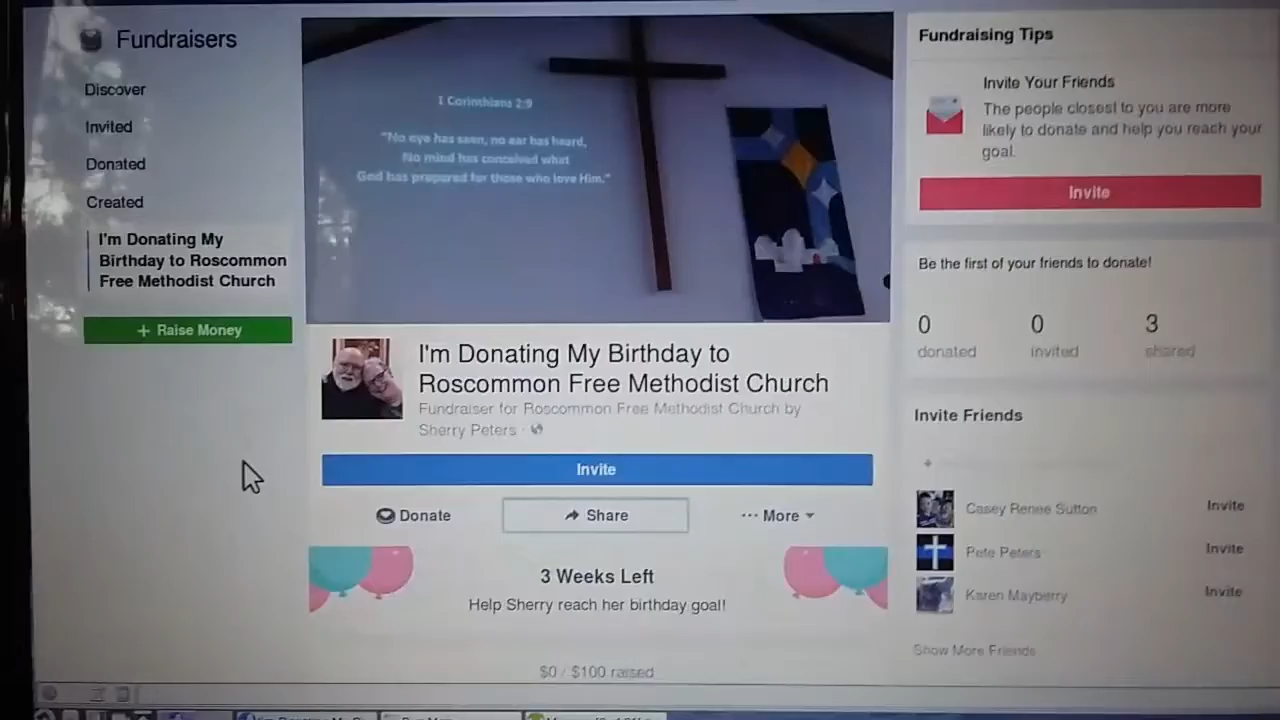 Fundraisers
Discover
Invited
Donated
Created
I'm Donating My
Birthday to Roscommon
Free Methodist Church
+ Raise Money
1 Corinthians 2:9
"No eye has seen, no ear has heard,
No mind has conceived what
God has prepared for those who love Him."
I'm Donating My Birthday to
Roscommon Free Methodist Church
Fundraiser for Roscommon Free Methodist Church by
Sherry Peters ·
Invite
Donate
Share
··· More
3 Weeks Left
Help Sherry reach her birthday goal!
$0 / $100 raised
Fundraising Tips
Invite Your Friends
The people closest to you are more
likely to donate and help you reach your
goal.
Invite
Be the first of your friends to donate!
0 0 3
donated invited shared
Invite Friends
Casey Renee Sutton Invite
Pete Peters Invite
Karen Mayberry Invite
Show More Friends